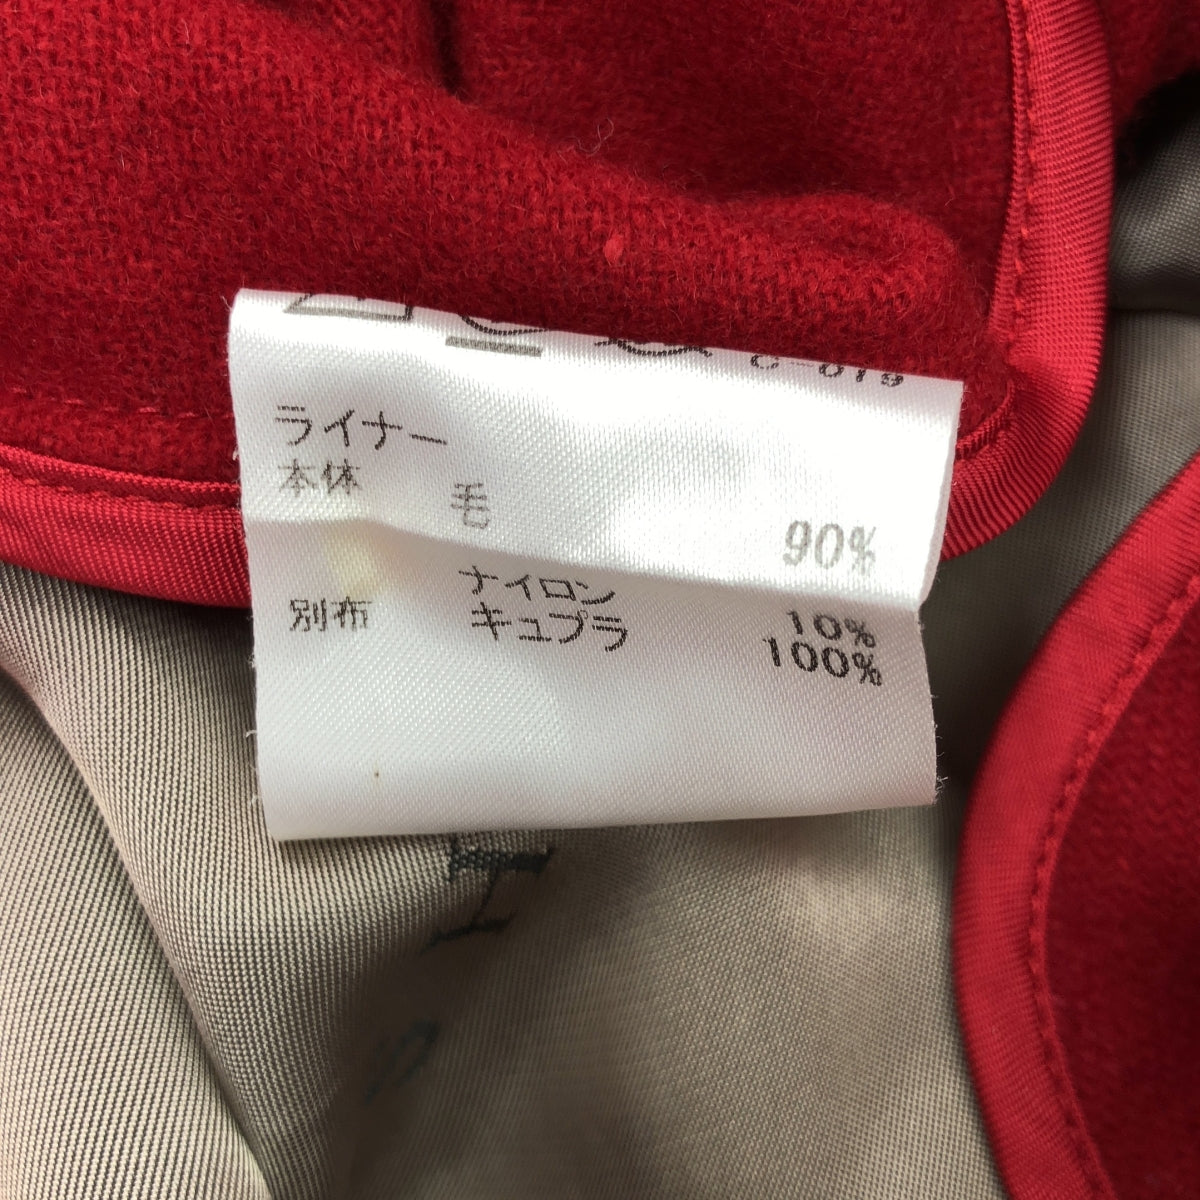 ライナー
本体 毛 90%
ナイロン 10%
別布 キュプラ 100%